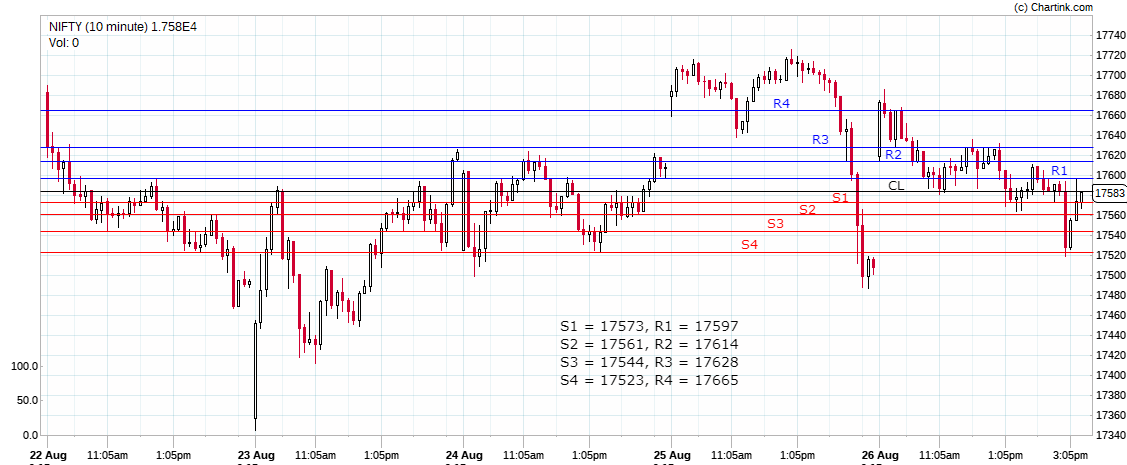 (c) Chartink.com
NIFTY (10 minute) 1.758E4
Vol: 0
17740
17720
17700
17680
R4
17660
R3
17640
R2
17620
R1
17600
CL
17583
S1
S2
17560
S3
17540
S4
17520
17500
17480
S1 = 17573, R1 = 17597
17460
S2 = 17561, R2 = 17614
17440
S3 = 17544, R3 = 17628
17420
S4 = 17523, R4 = 17665
100.0
17400
17380
50.0
17360
0.0
17340
22 Aug 11:05am 1:05pm 23 Aug 11:05am 1:05pm 24 Aug 11:05am 1:05pm 25 Aug 11:05am 1:05pm 26 Aug 11:05am 1:05pm 3:05pm